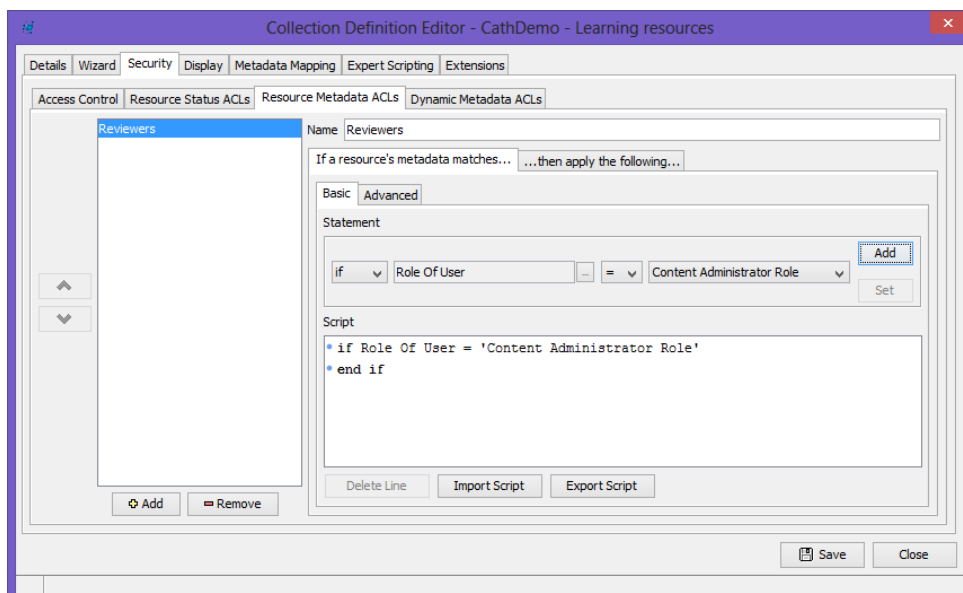 Collection Definition Editor - CathDemo - Learning resources
Details Wizard Security Display Metadata Mapping Expert Scripting Extensions
Access Control Resource Status ACLs Resource Metadata ACLs Dynamic Metadata ACLs
Reviewers
Name Reviewers
If a resource's metadata matches... ...then apply the following...
Basic Advanced
Statement
if Role Of User ... = Content Administrator Role Add
Set
Script
if Role Of User = 'Content Administrator Role'
end if
Delete Line Import Script Export Script
Add Remove
Save Close